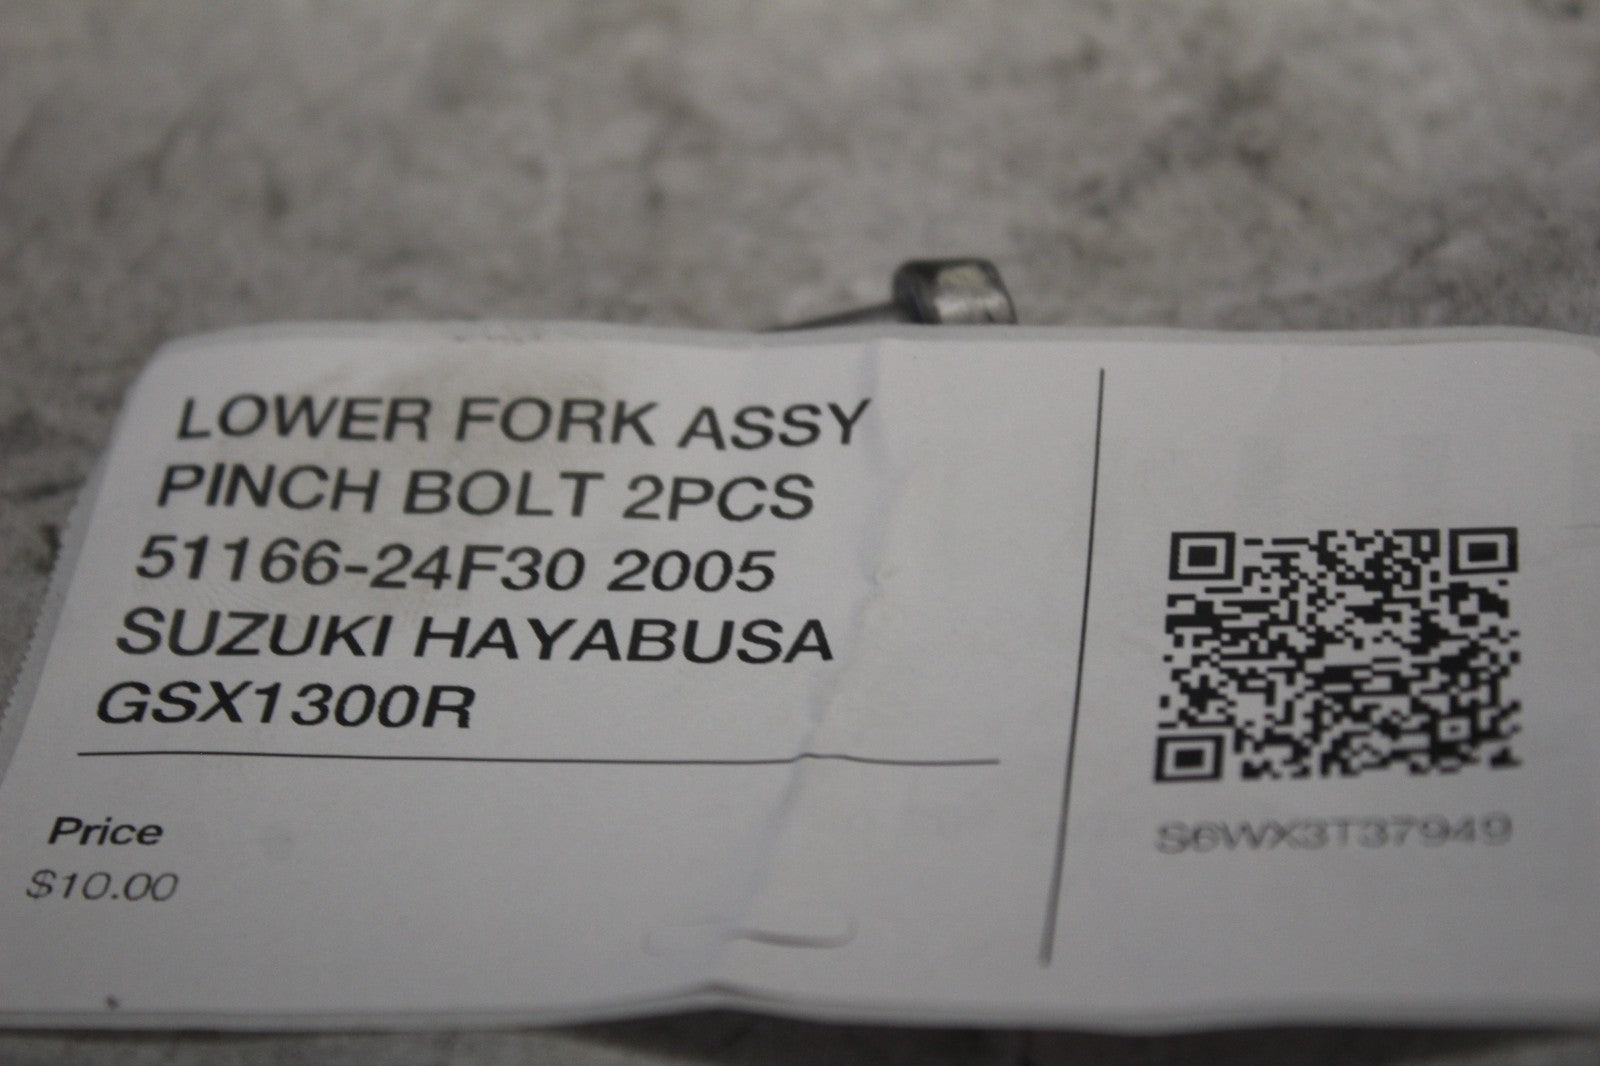 LOWER FORK ASSY
PINCH BOLT 2PCS
51166-24F30 2005
SUZUKI HAYABUSA
GSX1300R
Price
$10.00
S6WX3T37949